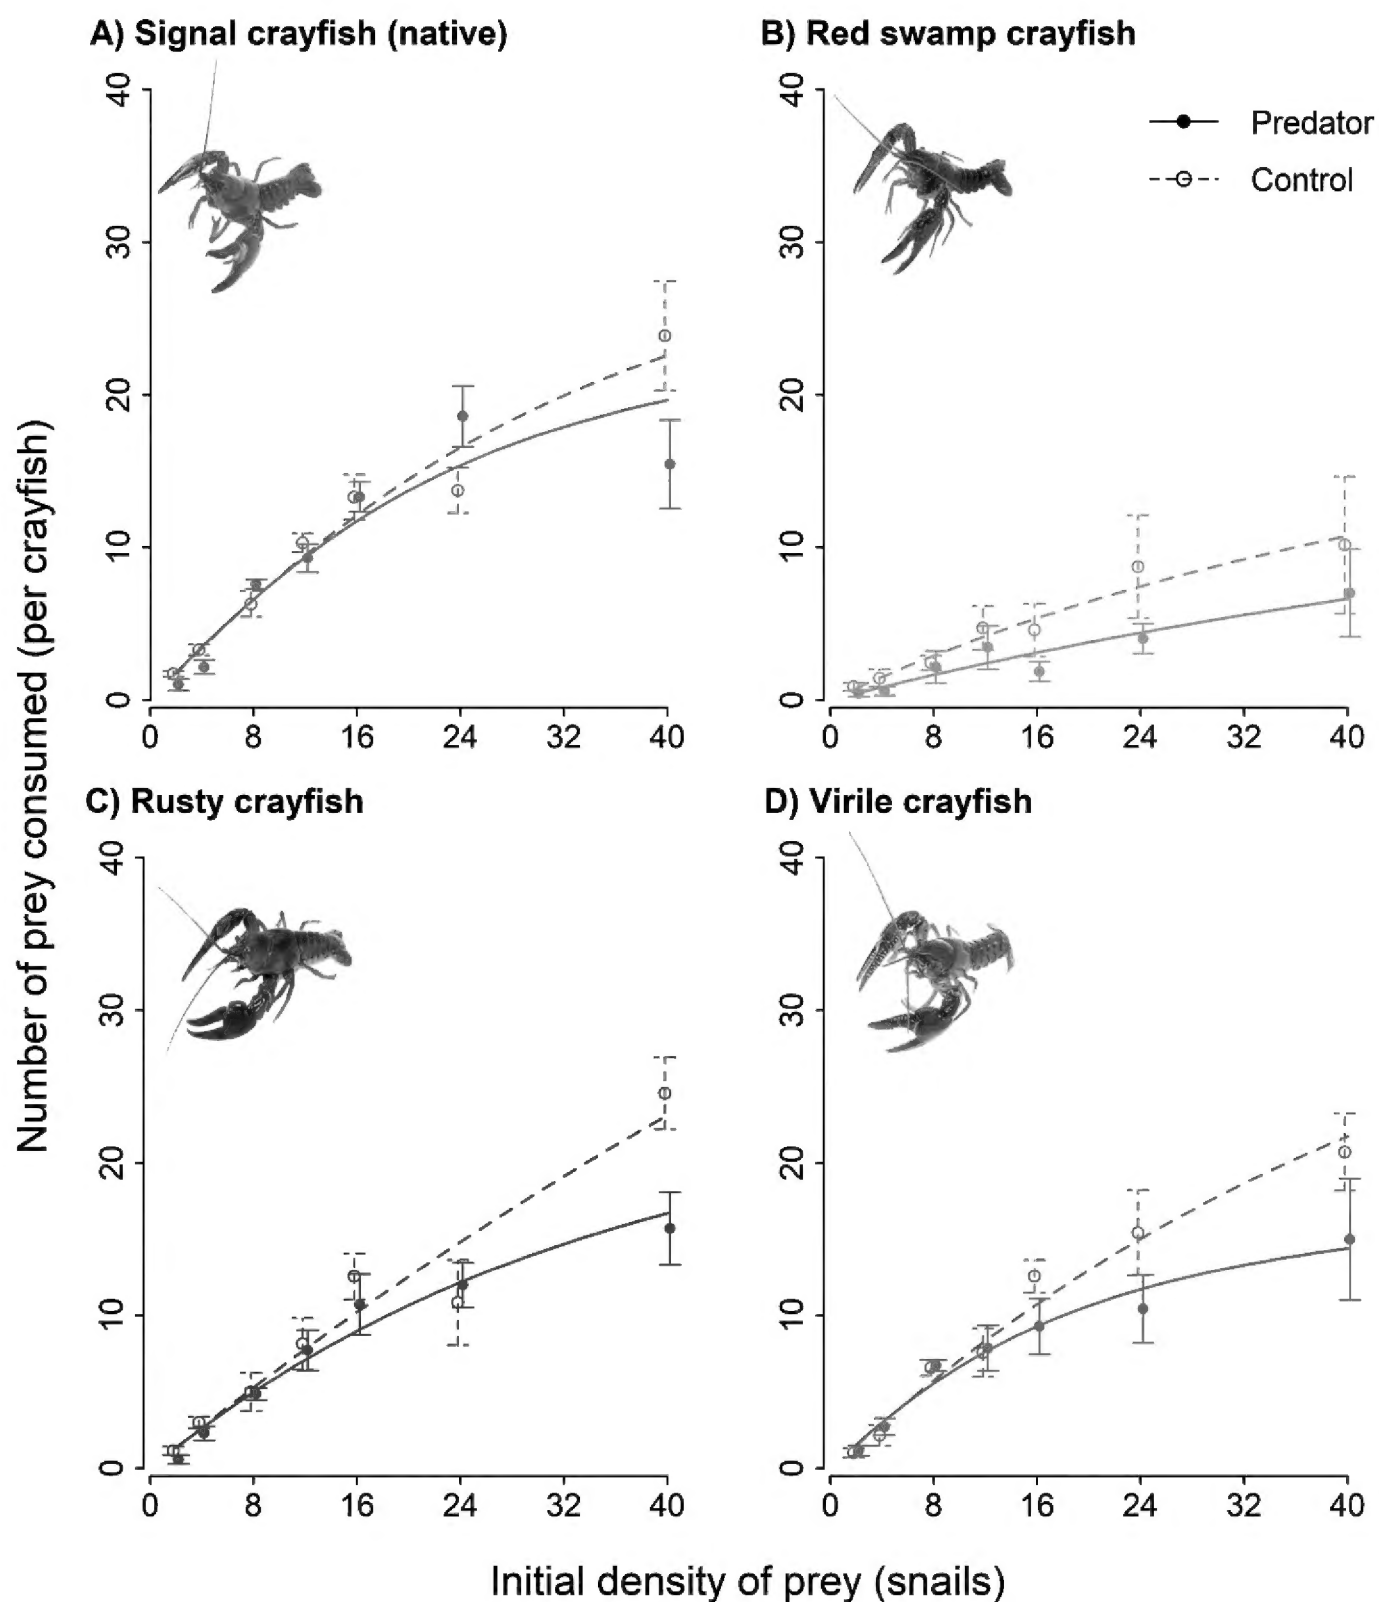 A) Signal crayfish (native)
B) Red swamp crayfish
40
30
20
10
0
0 8 16 24 32 40
40
30
20
10
0
0 8 16 24 32 40
Predator
Control
C) Rusty crayfish
D) Virile crayfish
40
30
20
10
0
0 8 16 24 32 40
40
30
20
10
0
0 8 16 24 32 40
Number of prey consumed (per crayfish)
Initial density of prey (snails)